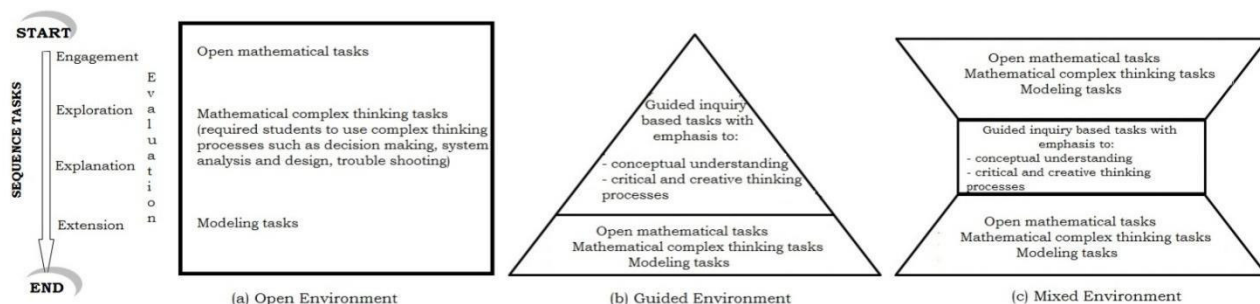 START
SEQUENCE TASKS
Engagement
Exploration
Explanation
Extension
Evaluation
END
Open mathematical tasks
Mathematical complex thinking tasks
(required students to use complex thinking
processes such as decision making, system
analysis and design, trouble shooting)
Modeling tasks
(a) Open Environment
Guided inquiry
based tasks with
emphasis to:
- conceptual understanding
- critical and creative thinking
processes
Open mathematical tasks
Mathematical complex thinking tasks
Modeling tasks
(b) Guided Environment
Open mathematical tasks
Mathematical complex thinking tasks
Modeling tasks
Guided inquiry based tasks with
emphasis to:
- conceptual understanding
- critical and creative thinking
processes
Open mathematical tasks
Mathematical complex thinking tasks
Modeling tasks
(c) Mixed Environment